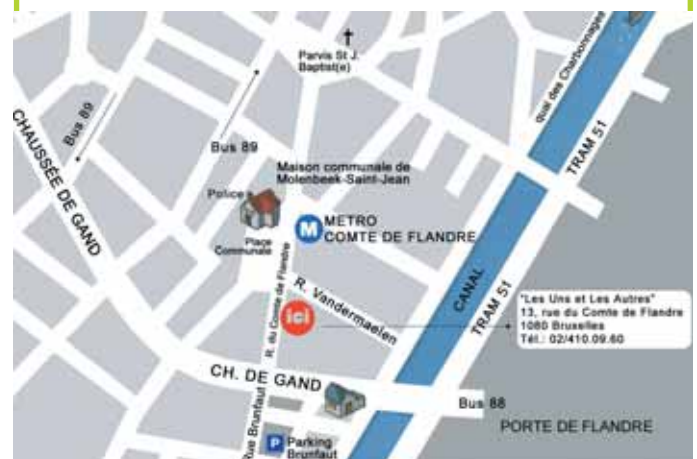 Parvis St J.
Baptist(e)
quai des Charbonnages
Bus 89
Bus 89
TRAM 51
CHAUSSÉE DE GAND
Maison communale de
Molenbeek-Saint-Jean
Police
M
METRO
COMTE DE FLANDRE
Place
Communale
R. du Comte de Flandre
R. Vandermaelen
ici
CANAL
TRAM 51
"Les Uns et Les Autres"
13, rue du Comte de Flandre
1080 Bruxelles
Tél.: 02/410.09.60
CH. DE GAND
Bus 88
PORTE DE FLANDRE
Rue Brunfaut
P
Parking
Brunfaut